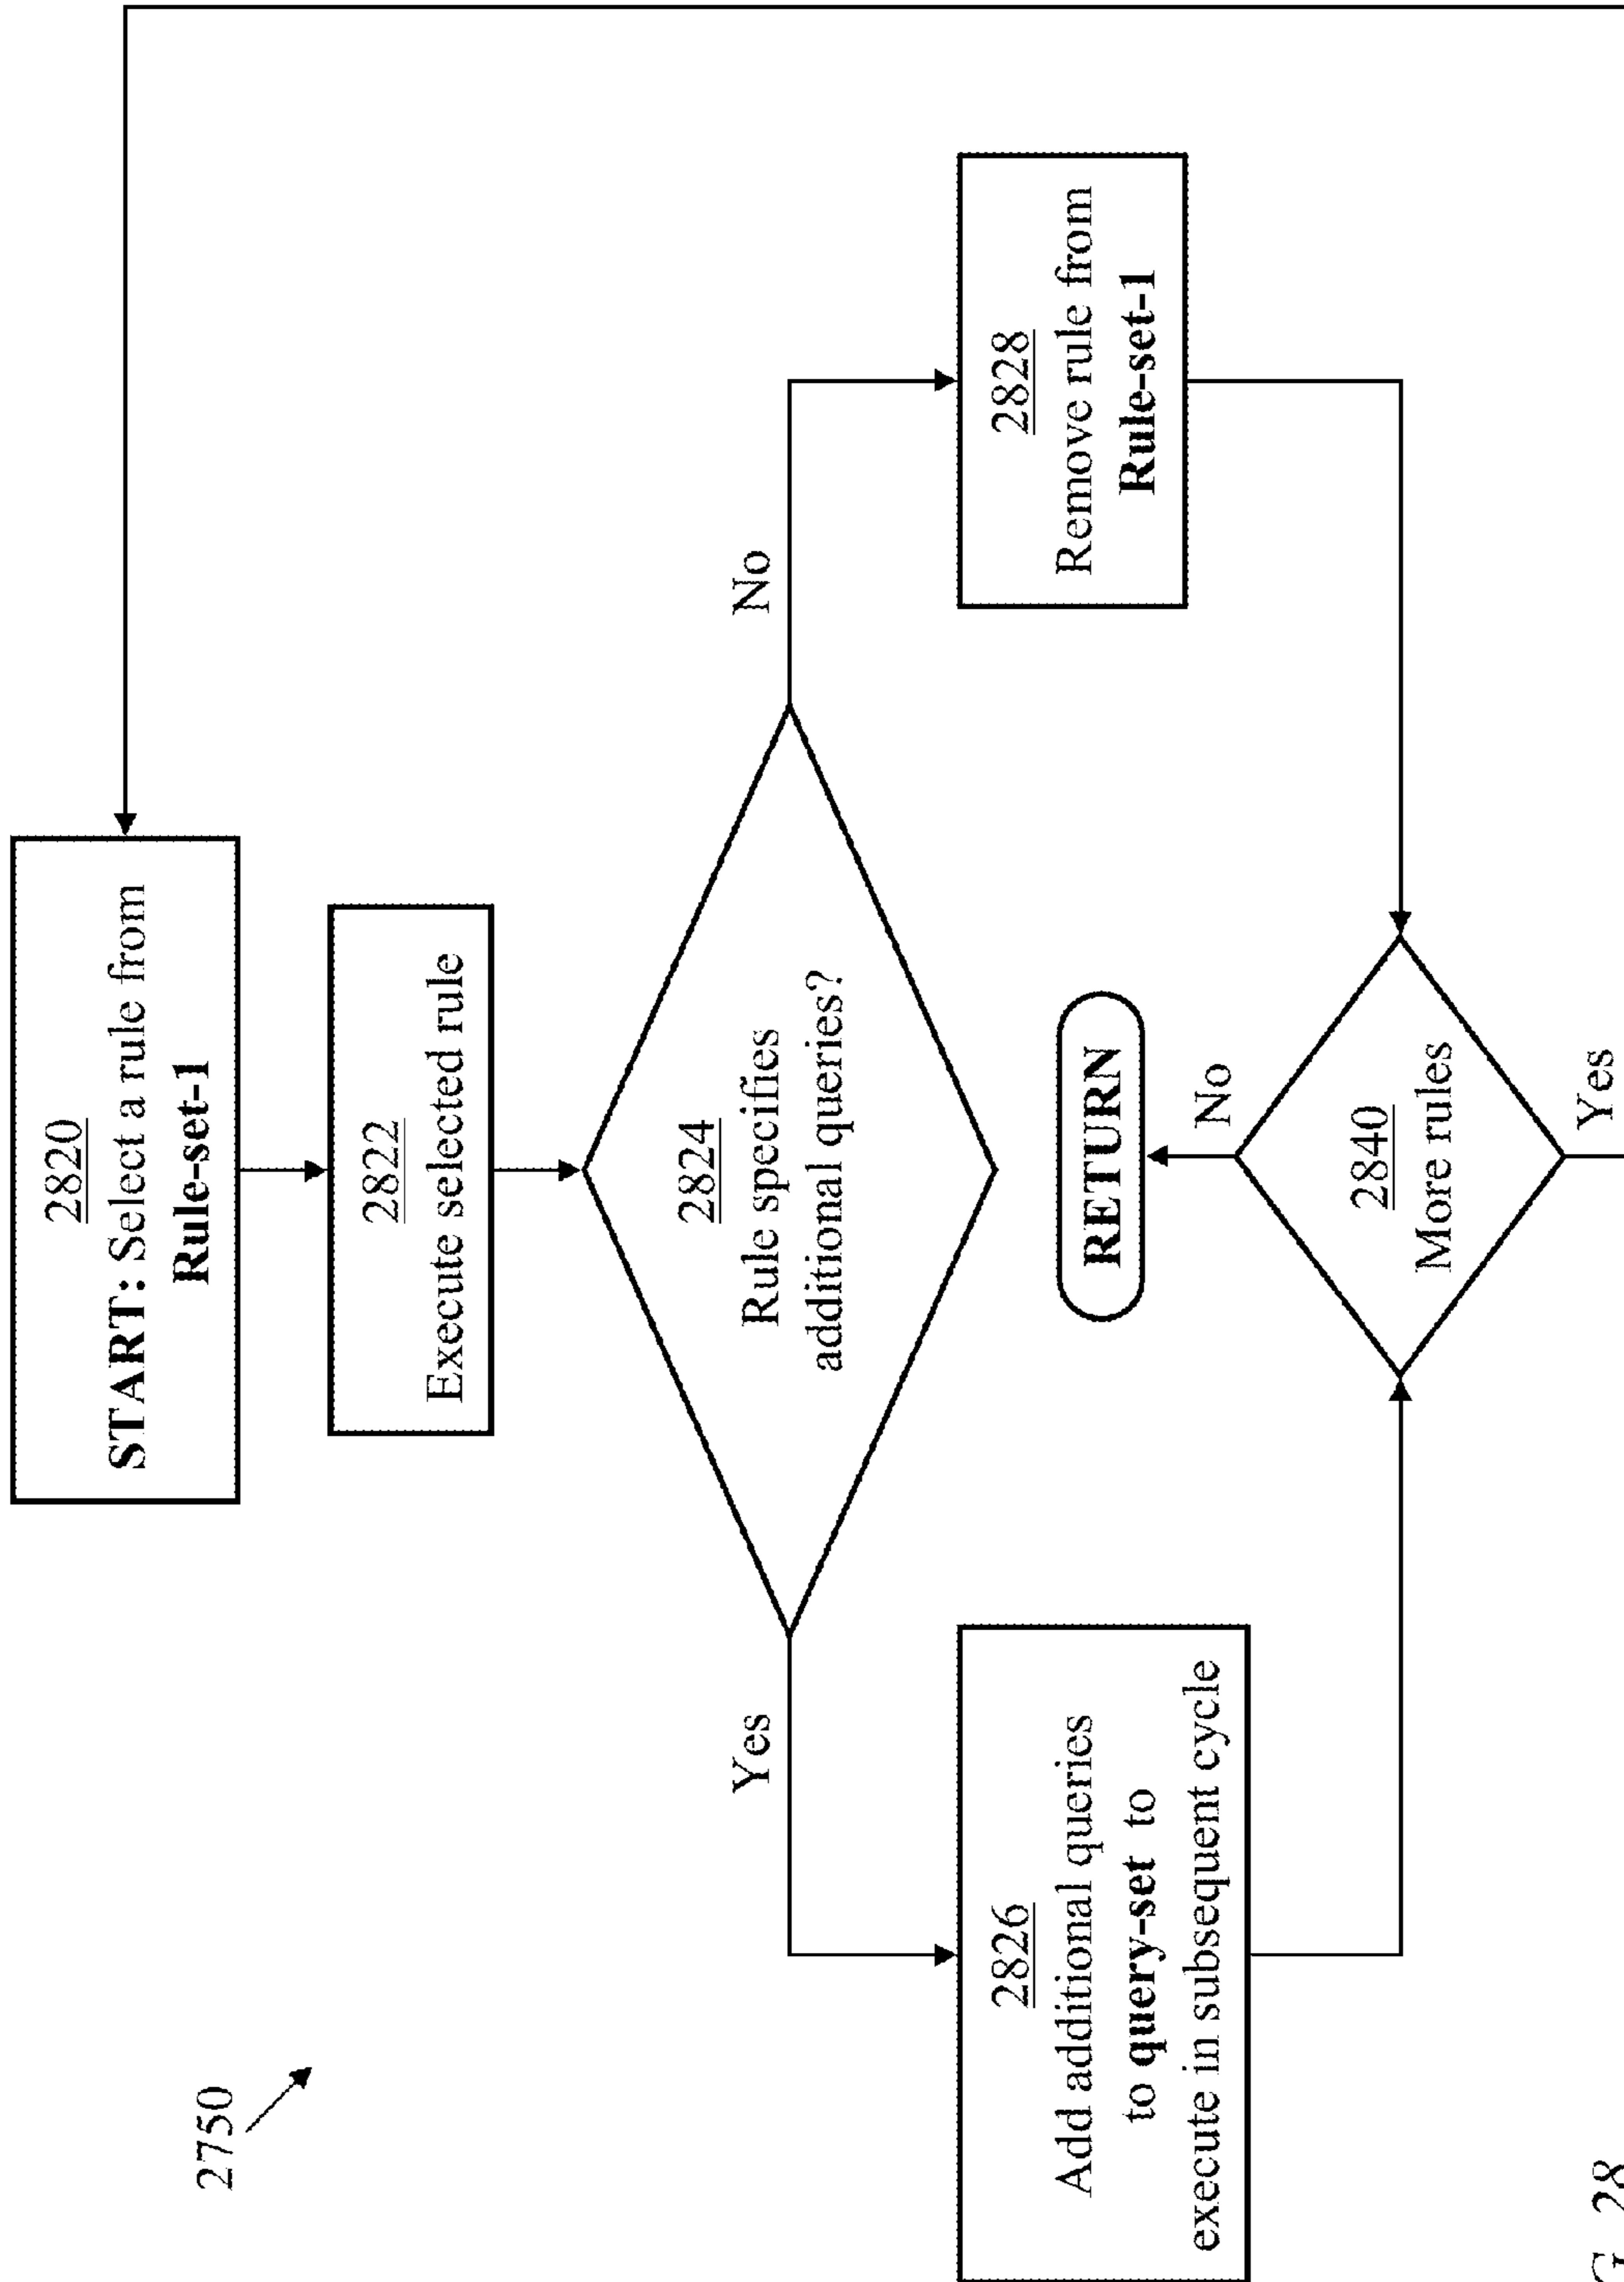 2750
2820
START: Select a rule from
Rule-set-1
2822
Execute selected rule
2824
Rule specifies
additional queries?
Yes
No
2826
Add additional queries
to query-set to
execute in subsequent cycle
2828
Remove rule from
Rule-set-1
RETURN
No
2840
More rules
Yes
G. 28